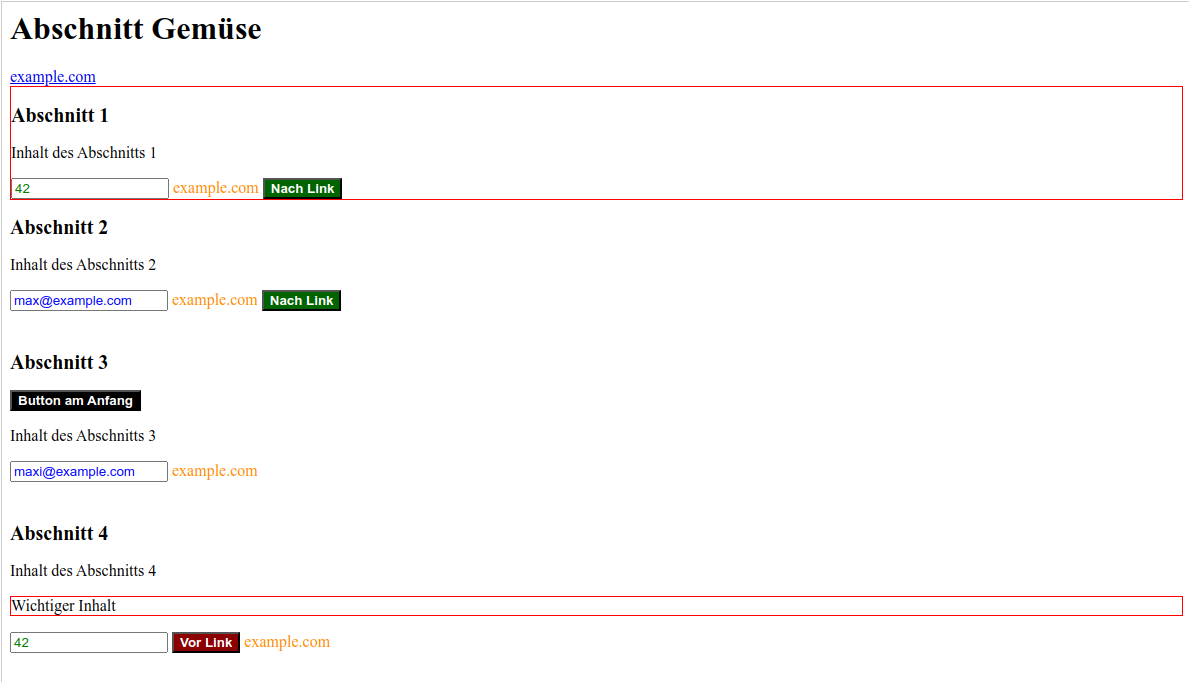 Abschnitt Gemüse
example.com
Abschnitt 1
Inhalt des Abschnitts 1
42 example.com Nach Link
Abschnitt 2
Inhalt des Abschnitts 2
max@example.com example.com Nach Link
Abschnitt 3
Button am Anfang
Inhalt des Abschnitts 3
maxi@example.com example.com
Abschnitt 4
Inhalt des Abschnitts 4
Wichtiger Inhalt
42 Vor Link example.com